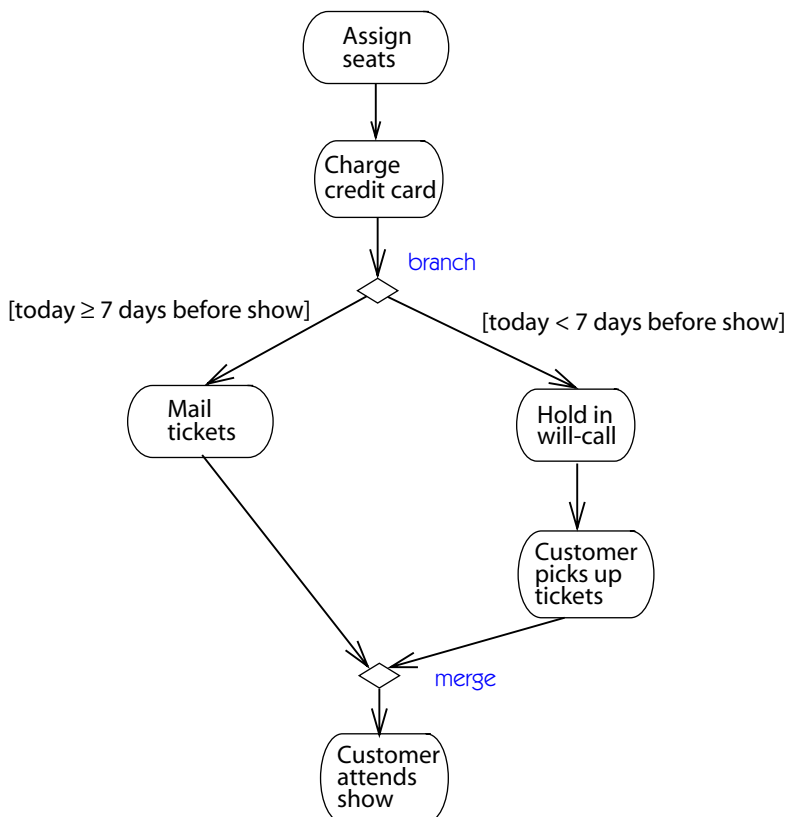 Assign
seats
Charge
credit card
branch
[today ≥ 7 days before show]
[today < 7 days before show]
Mail
tickets
Hold in
will-call
Customer
picks up
tickets
merge
Customer
attends
show